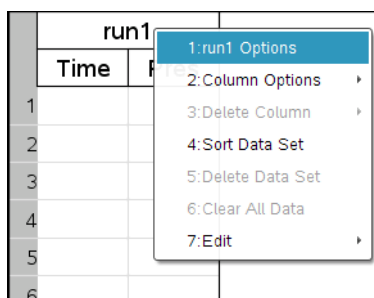 run1
Time
1:run1 Options
2:Column Options
3:Delete Column
4:Sort Data Set
5:Delete Data Set
6:Clear All Data
7:Edit
1
2
3
4
5
6